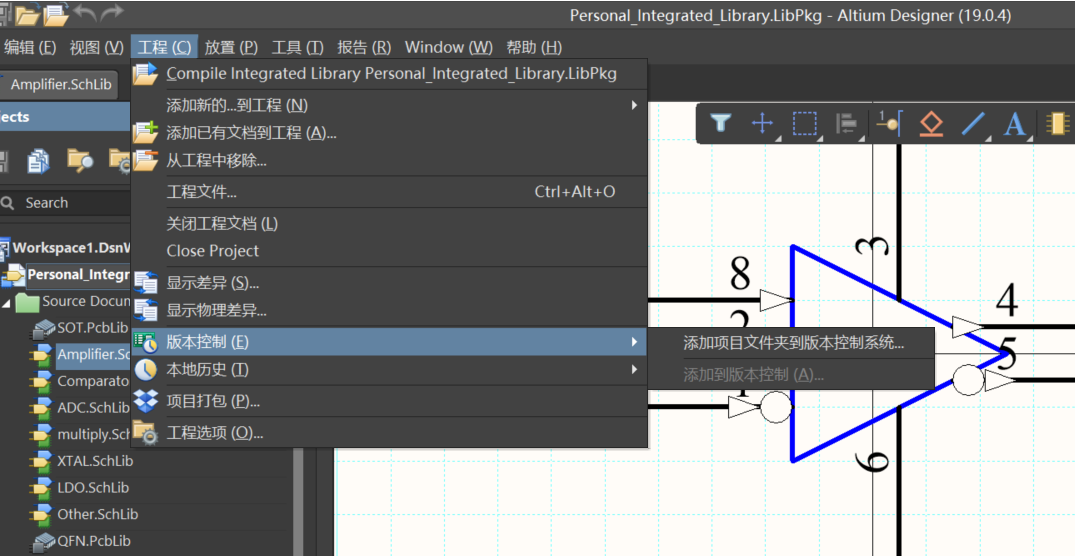 Personal_Integrated_Library.LibPkg - Altium Designer (19.0.4)
编辑 (E) 视图 (V) 工程 (C) 放置 (P) 工具 (T) 报告 (R) Window (W) 帮助 (H)
Amplifier.SchLib
Compile Integrated Library Personal_Integrated_Library.LibPkg
添加新的...到工程 (N)
添加已有文档到工程 (A)...
从工程中移除...
工程文件... Ctrl+Alt+O
关闭工程文档 (L)
Close Project
显示差异 (S)...
显示物理差异...
版本控制 (E)
本地历史 (T)
项目打包 (P)...
工程选项 (O)...
添加项目文件夹到版本控制系统...
添加到版本控制 (A)...
ects
Search
Workspace1.Dsn
Personal_Integr
Source Docum
SOT.PcbLib
Amplifier.Sc
Comparato
ADC.SchLib
multiply.Sch
XTAL.SchLib
LDO.SchLib
Other.SchLib
QFN.PcbLib
1
A
8
3
2
4
5
1
6